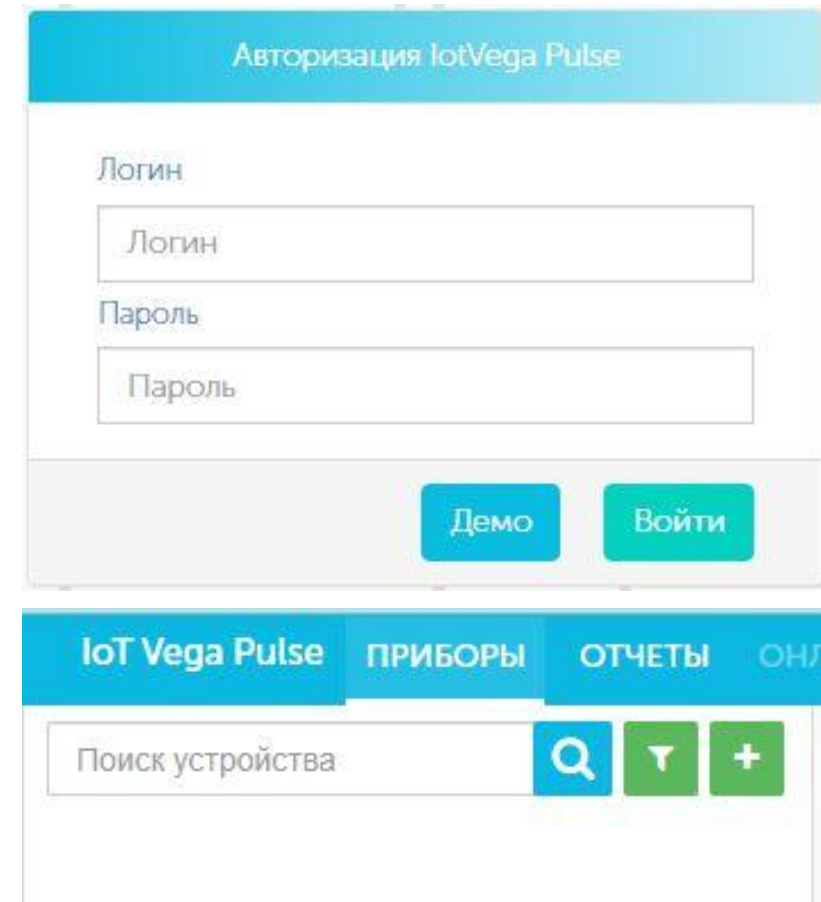 Авторизация IotVega Pulse
Логин
Логин
Пароль
Пароль
Демо Войти
IoT Vega Pulse ПРИБОРЫ ОТЧЕТЫ
Поиск устройства